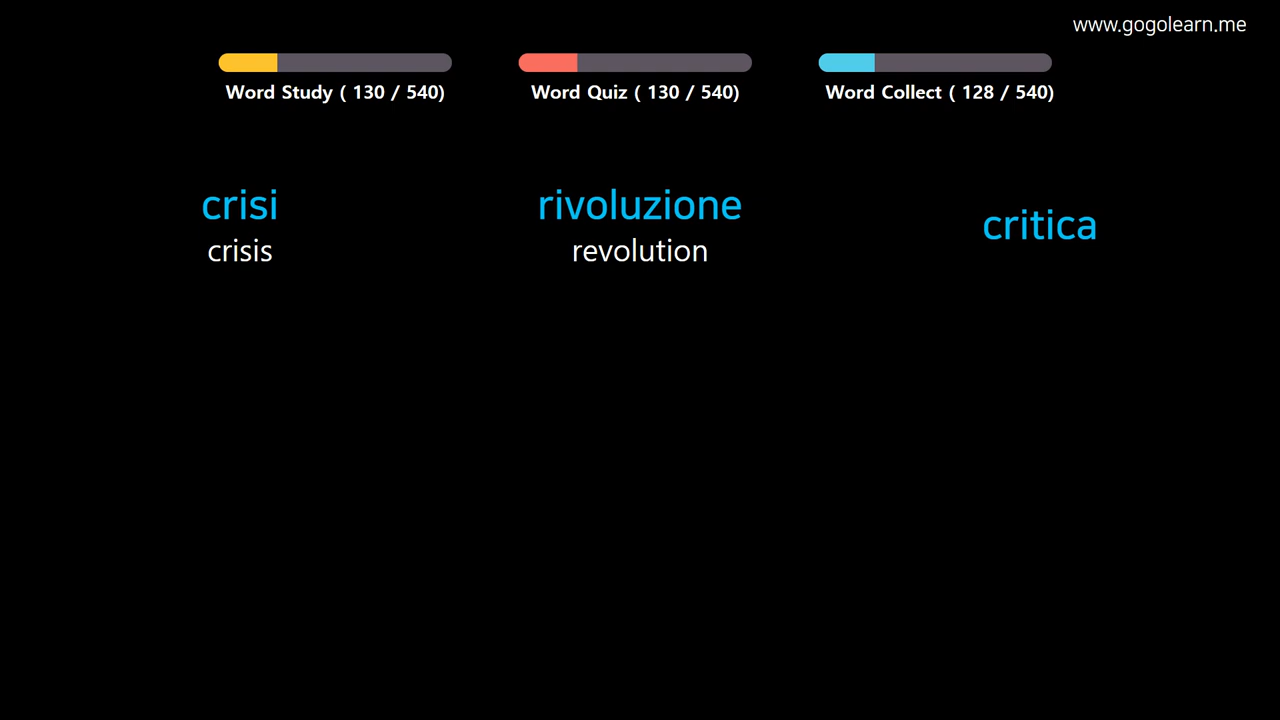 www.gogolearn.me
Word Study ( 130 / 540)
Word Quiz ( 130 / 540)
Word Collect ( 128 / 540)
crisi
crisis
rivoluzione
revolution
critica